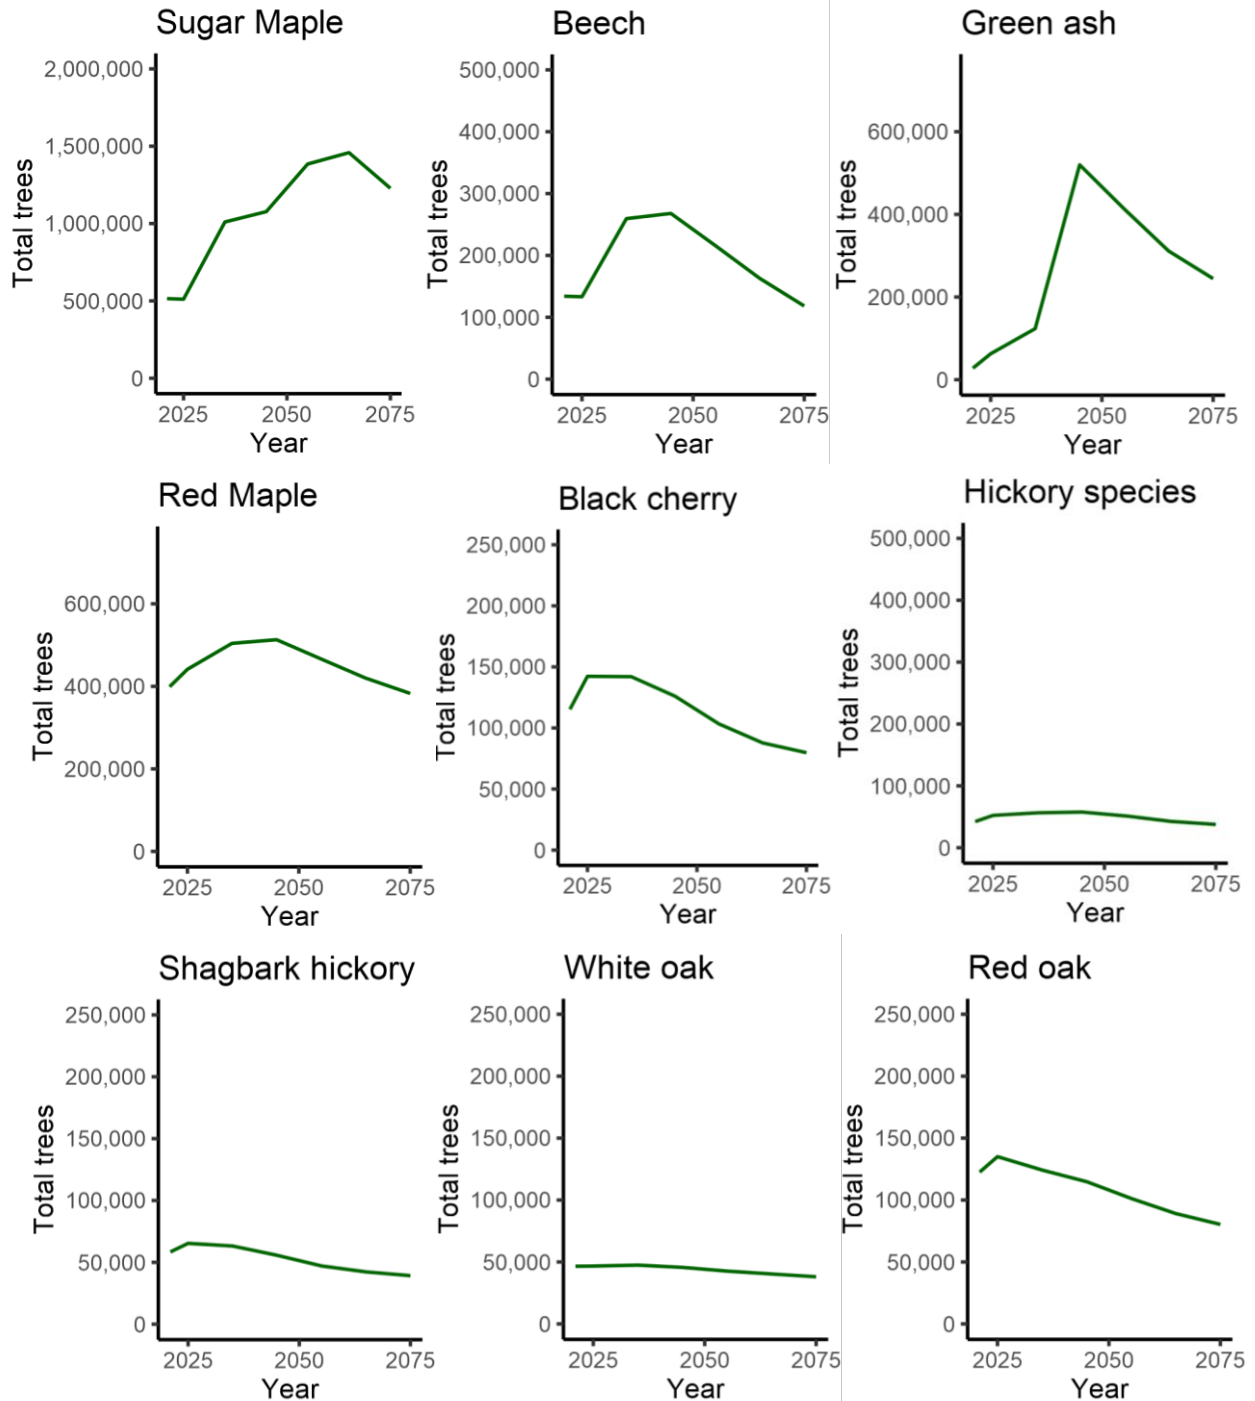 Sugar Maple
2,000,000
1,500,000
1,000,000
500,000
0
Total trees
2025 2050 2075
Year
Beech
500,000
400,000
300,000
200,000
100,000
0
Total trees
2025 2050 2075
Year
Green ash
600,000
400,000
200,000
0
Total trees
2025 2050 2075
Year
Red Maple
600,000
400,000
200,000
0
Total trees
2025 2050 2075
Year
Black cherry
250,000
200,000
150,000
100,000
50,000
0
Total trees
2025 2050 2075
Year
Hickory species
500,000
400,000
300,000
200,000
100,000
0
Total trees
2025 2050 2075
Year
Shagbark hickory
250,000
200,000
150,000
100,000
50,000
0
Total trees
2025 2050 2075
Year
White oak
250,000
200,000
150,000
100,000
50,000
0
Total trees
2025 2050 2075
Year
Red oak
250,000
200,000
150,000
100,000
50,000
0
Total trees
2025 2050 2075
Year